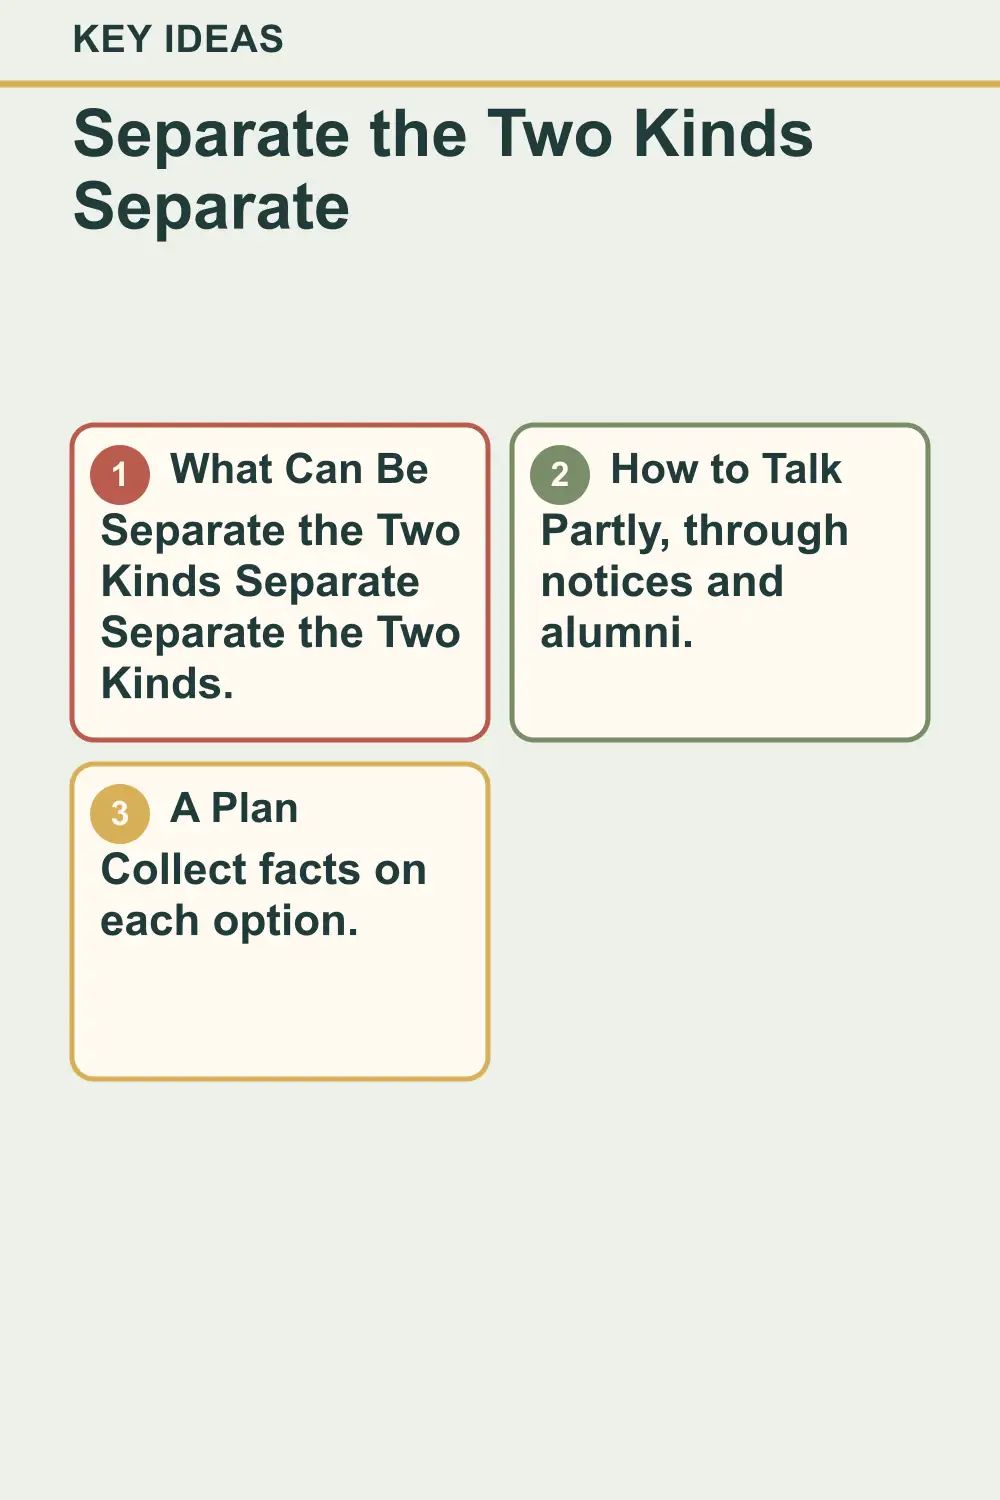 KEY IDEAS
Separate the Two Kinds
Separate
1
What Can Be
Separate the Two
Kinds Separate
Separate the Two
Kinds.
2
How to Talk
Partly, through
notices and
alumni.
3
A Plan
Collect facts on
each option.